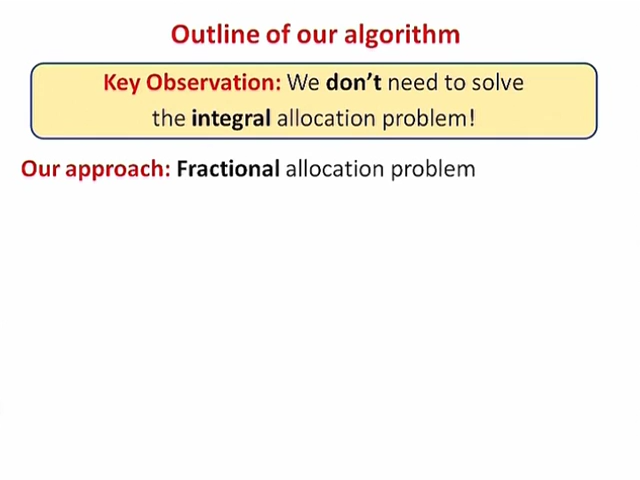 Outline of our algorithm
Key Observation: We don't need to solve
the integral allocation problem!
Our approach: Fractional allocation problem